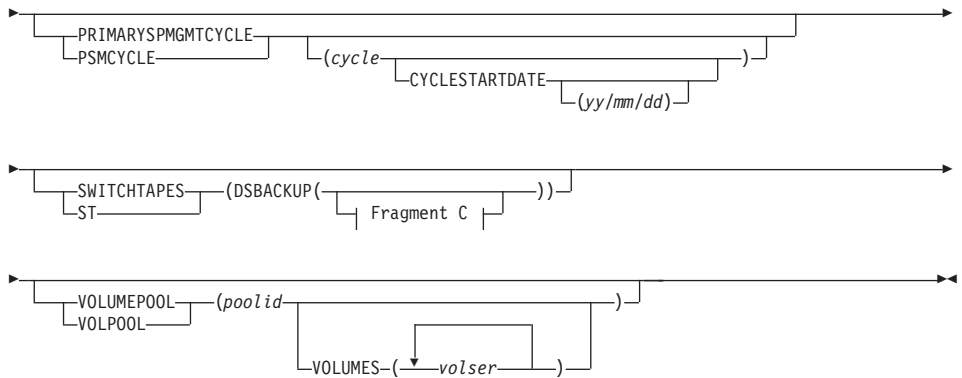 PRIMARYSPMGMTCYCLE
PSMCYCLE
(cycle
)
CYCLESTARTDATE
(yy/mm/dd)
SWITCHTAPES
ST
(DSBACKUP(
Fragment C
))
VOLUMEPOOL
VOLPOOL
(poolid
)
VOLUMES
(
volser
)